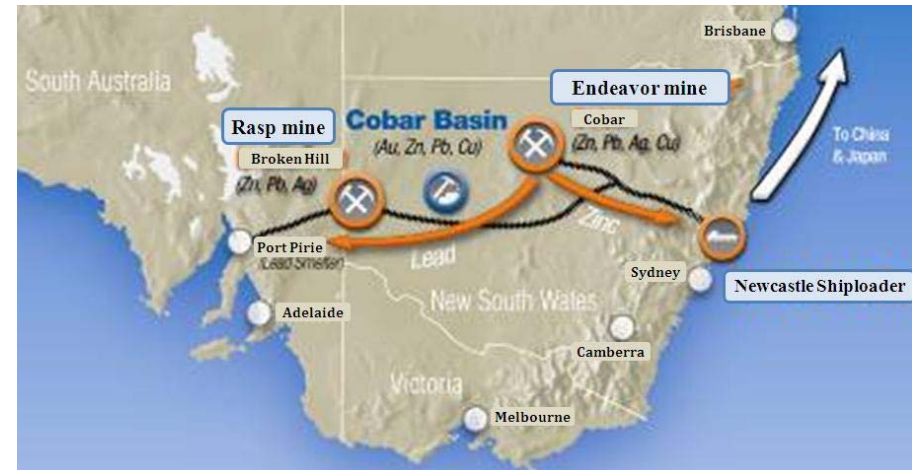 Brisbane
South Australia
Endeavor mine
Rasp mine
Cobar Basin
Cobar
(Au, Zn, Pb, Cu)
(Zn, Pb, Ag, Cu)
To China
& Japan
Broken Hill
(Zn, Pb, Ag)
Zinc
Port Pirie
(Lead Smelter)
Lead
Sydney
Newcastle Shiploader
New South Wales
Adelaide
Camberra
Victoria
Melbourne